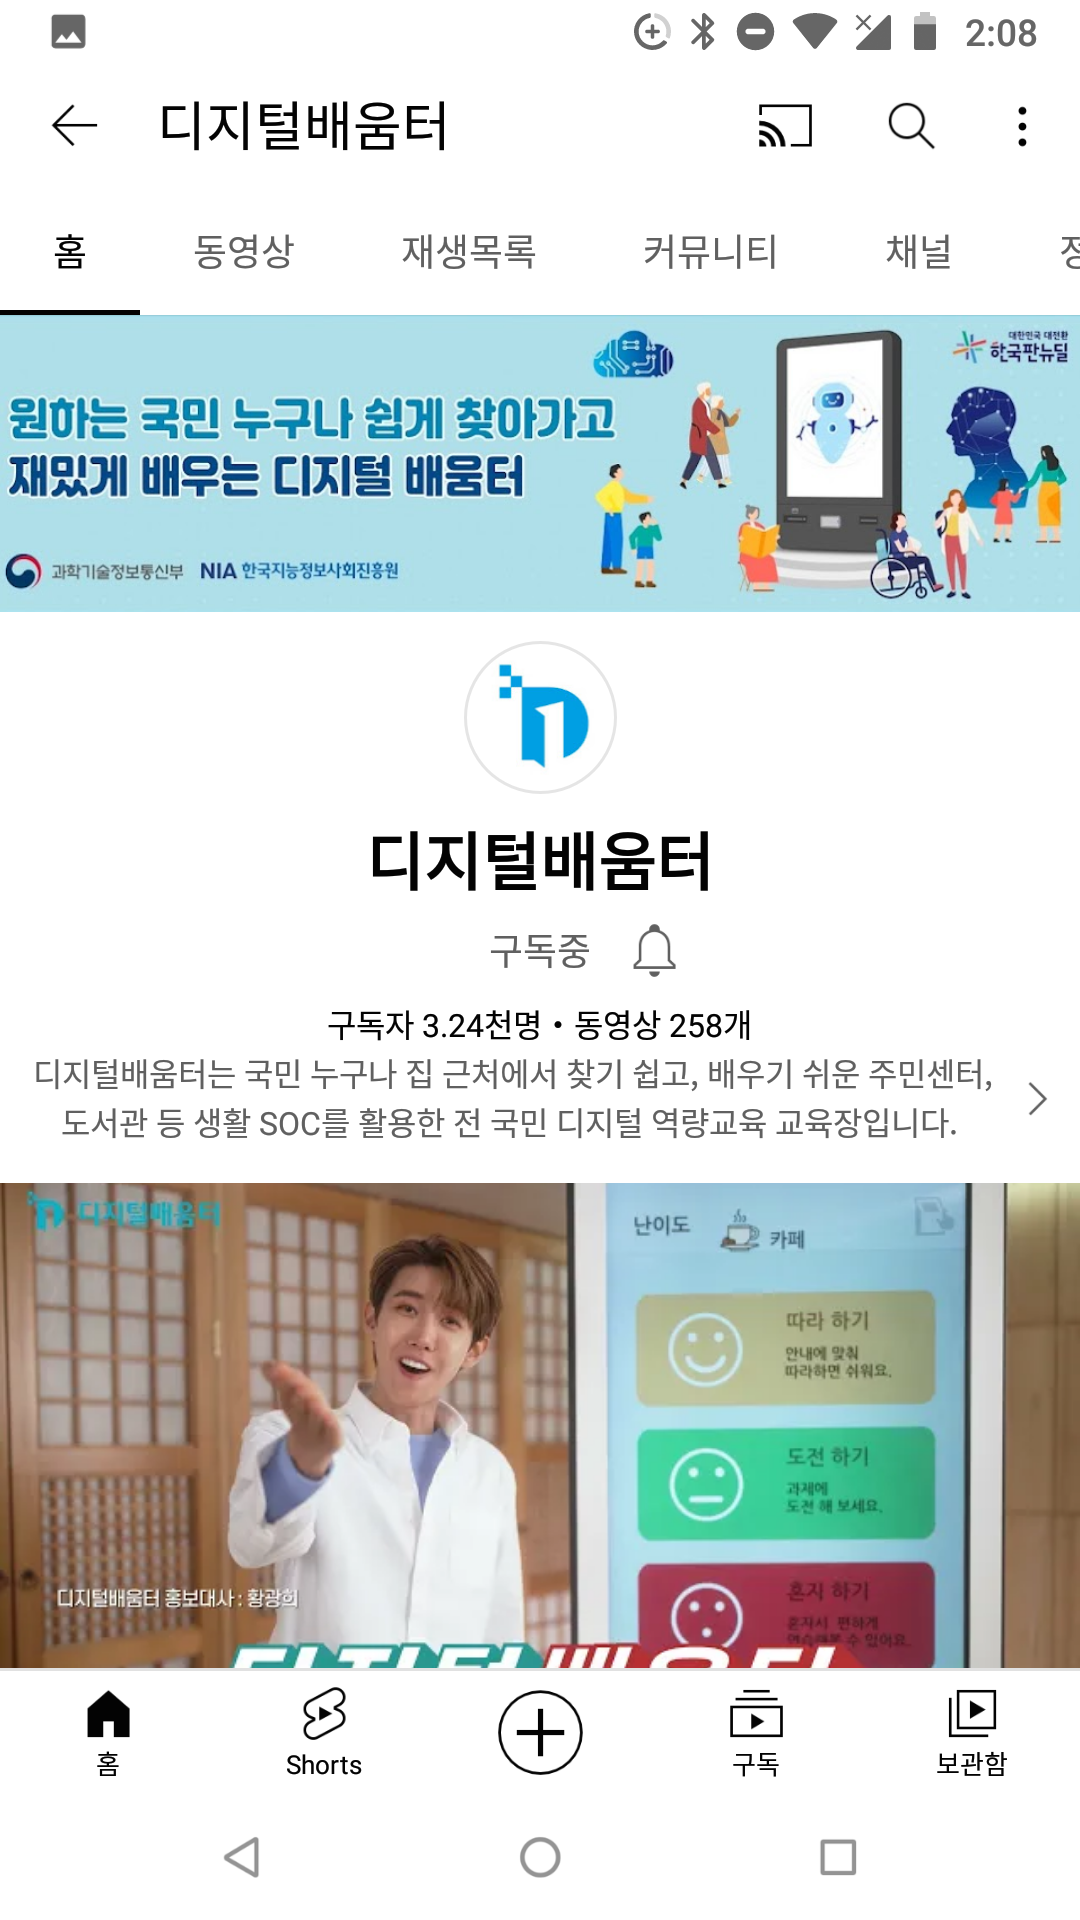 2:08
디지털배움터
홈 동영상 재생목록 커뮤니티 채널 정
대한민국 대전환
한국판뉴딜
원하는 국민 누구나 쉽게 찾아가고
재밌게 배우는 디지털 배움터
과학기술정보통신부 NIA 한국지능정보사회진흥원
디지털배움터
구독중
구독자 3.24천명 • 동영상 258개
디지털배움터는 국민 누구나 집 근처에서 찾기 쉽고, 배우기 쉬운 주민센터,
도서관 등 생활 SOC를 활용한 전 국민 디지털 역량교육 교육장입니다.
디지털배움터
난이도 카페
따라 하기
안내에 맞춰
따라하면 쉬워요.
도전 하기
과제에
도전 해 보세요.
혼자 하기
혼자서 편하게
연습해볼 수 있어요.
디지털배움터 홍보대사 : 황광희
디지털배움터
홈 Shorts 구독 보관함